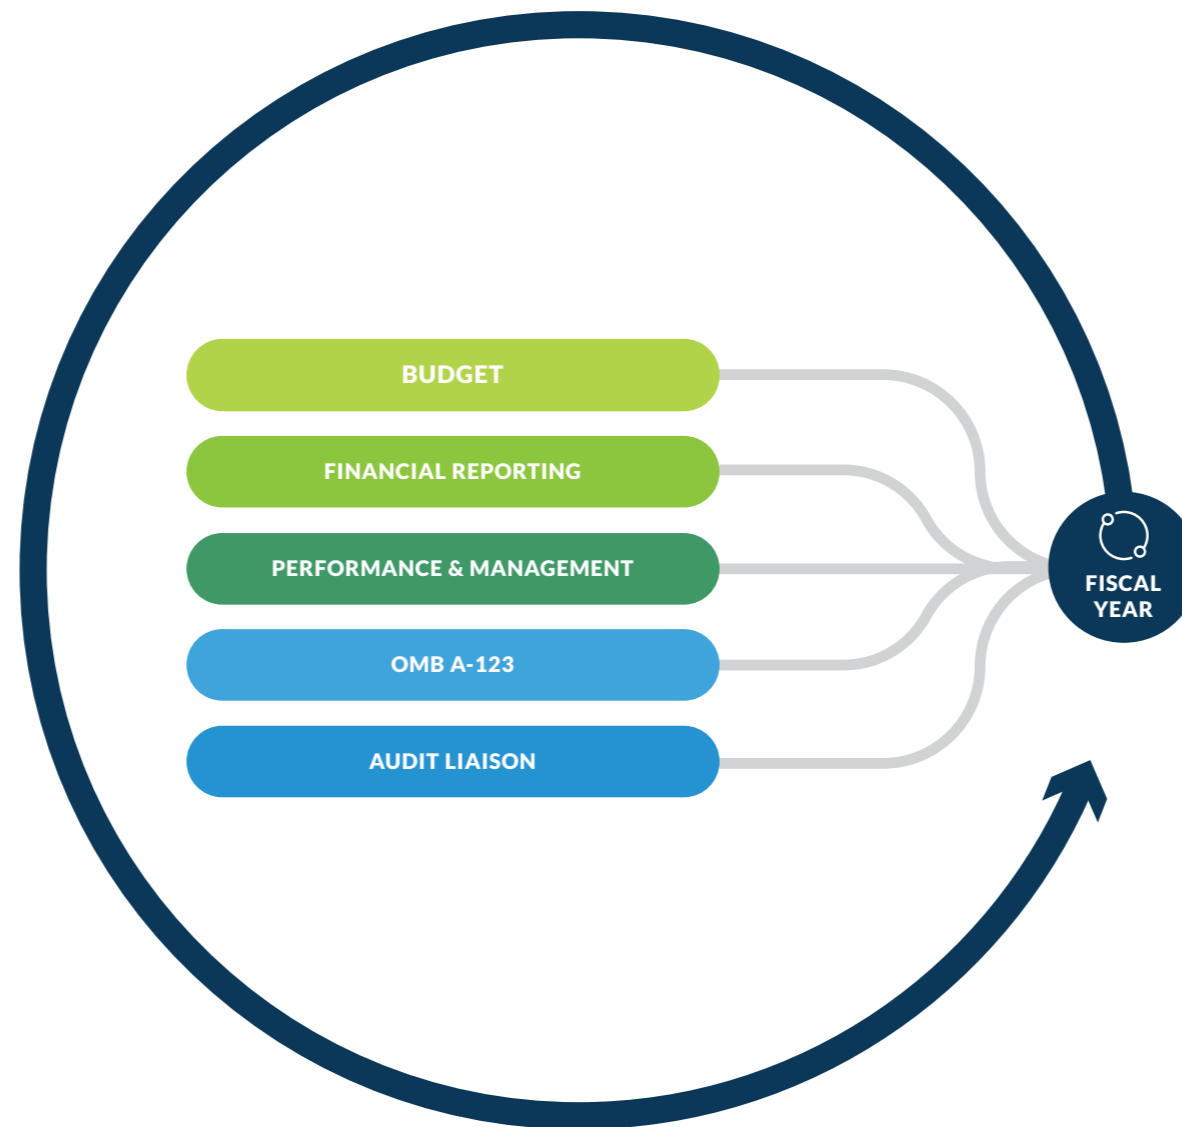 BUDGET
FINANCIAL REPORTING
PERFORMANCE & MANAGEMENT
OMB A-123
AUDIT LIAISON
FISCAL
YEAR